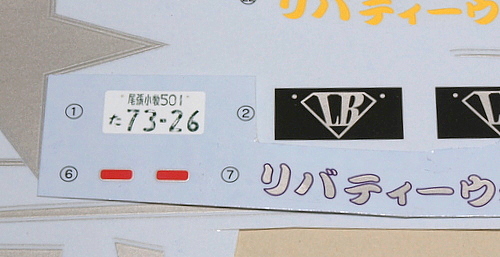 リバティーウ
① 尾張小牧501
た 73-26
② LB
L
⑥
⑦ リバティーウ